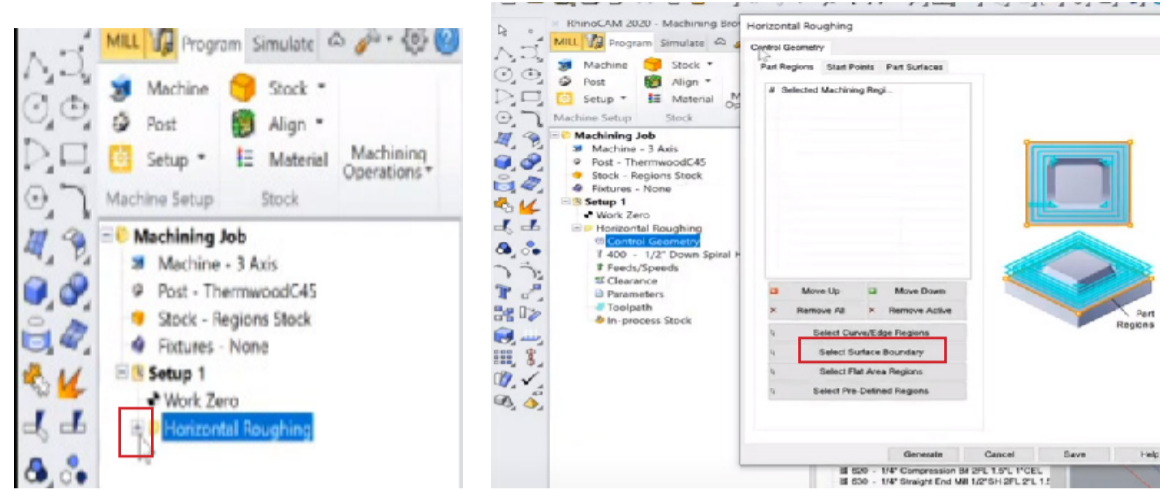 MILL Program Simulate
Machine Stock
Post Align
Setup Material Machining Operations
Machine Setup Stock
Machining Job
Machine - 3 Axis
Post - ThermwoodC45
Stock - Regions Stock
Fixtures - None
Setup 1
Work Zero
Horizontal Roughing
RhinoCAM 2020 - Machining Bro
MILL Program Simulate
Machine Stock
Post Align
Setup Material
Machine Setup Stock
Machining Job
Machine - 3 Axis
Post - ThermwoodC45
Stock - Regions Stock
Fixtures - None
Setup 1
Work Zero
Horizontal Roughing
Control Geometry
400 - 1/2" Down Spiral
Feeds/Speeds
Clearance
Parameters
Toolpath
In-process Stock
Horizontal Roughing
Control Geometry
Part Regions Start Points Part Surfaces
# Selected Machining Regi...
Move Up Move Down
Remove All Remove Active
Select Curve/Edge Regions
Select Surface Boundary
Select Flat Area Regions
Select Pre-Defined Regions
Part
Regions
Generate Cancel Save Help
620 - 1/4" Compression Bit 2FL 1.5"L 1"CEL
630 - 1/4" Straight End Mill 1/2"SH 2FL 2"L